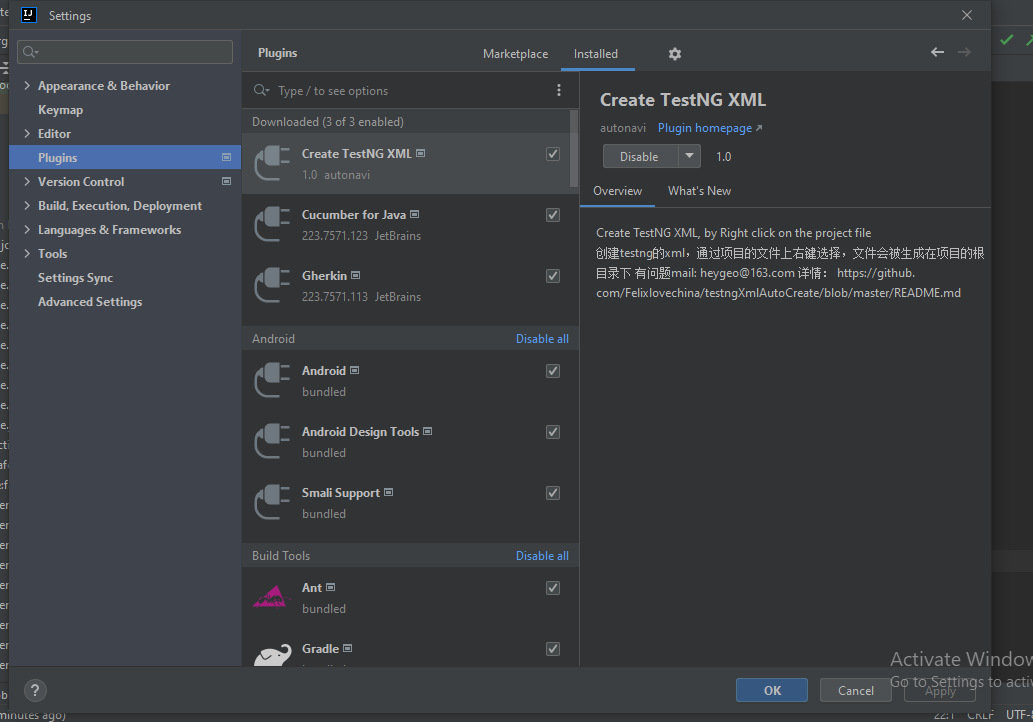 Settings
Plugins
Marketplace
Installed
Appearance & Behavior
Keymap
Editor
Plugins
Version Control
Build, Execution, Deployment
Languages & Frameworks
Tools
Settings Sync
Advanced Settings
Type / to see options
Downloaded (3 of 3 enabled)
Create TestNG XML
1.0 autonavi
Cucumber for Java
223.7571.123 JetBrains
Gherkin
223.7571.113 JetBrains
Android Disable all
Android
bundled
Android Design Tools
bundled
Smali Support
bundled
Build Tools Disable all
Ant
bundled
Gradle
Create TestNG XML
autonavi Plugin homepage ↗
Disable 1.0
Overview What's New
Create TestNG XML, by Right click on the project file
创建testng的xml，通过项目的文件上右键选择，文件会被生成在项目的根
目录下 有问题mail: heygeo@163.com 详情： https://github.
com/Felixlovechina/testngXmlAutoCreate/blob/master/README.md
Activate Window
Go to Settings to acti
? OK Cancel Apply
minutes ago) 22:1 CRLF UTF-